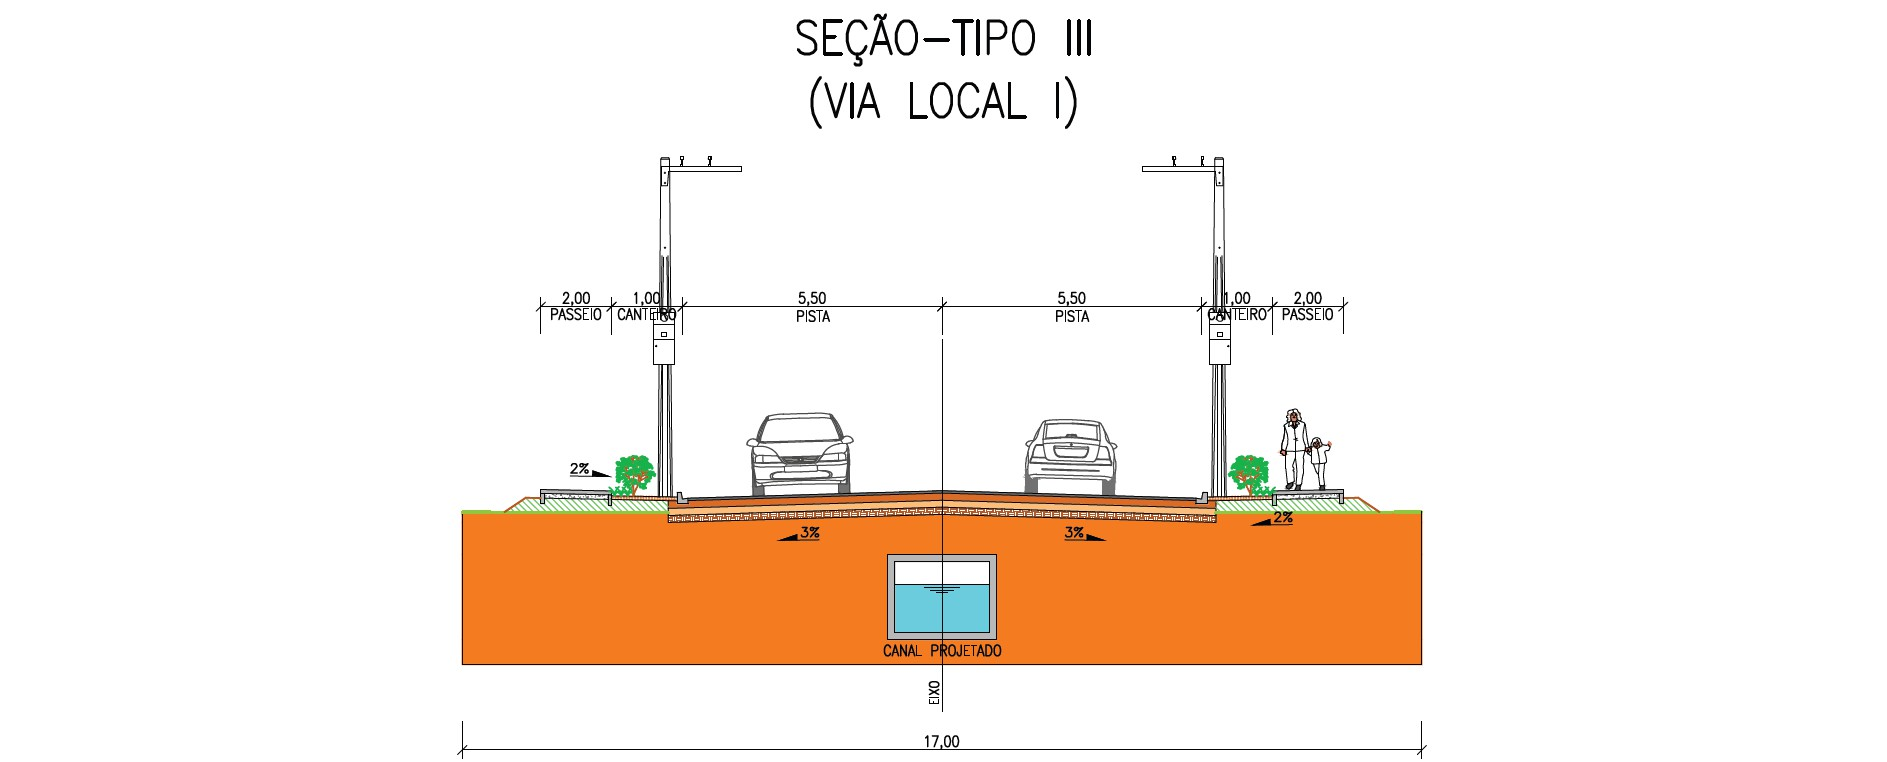 SEÇÃO-TIPO III
(VIA LOCAL I)
2,00 1,00 5,50 5,50 1,00 2,00
PASSEIO CANTEIRO PISTA PISTA CANTEIRO PASSEIO
2%
2%
3% 3%
CANAL PROJETADO
EIXO
17,00